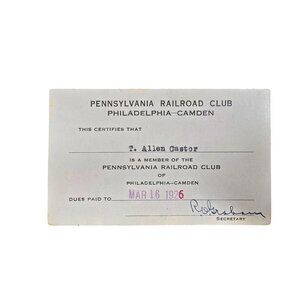 PENNSYLVANIA RAILROAD CLUB
PHILADELPHIA—CAMDEN
THIS CERTIFIES THAT
T. Allen Castor
IS A MEMBER OF THE
PENNSYLVANIA RAILROAD CLUB
OF
PHILADELPHIA—CAMDEN
DUES PAID TO MAR 16 1926
R. Graham
SECRETARY